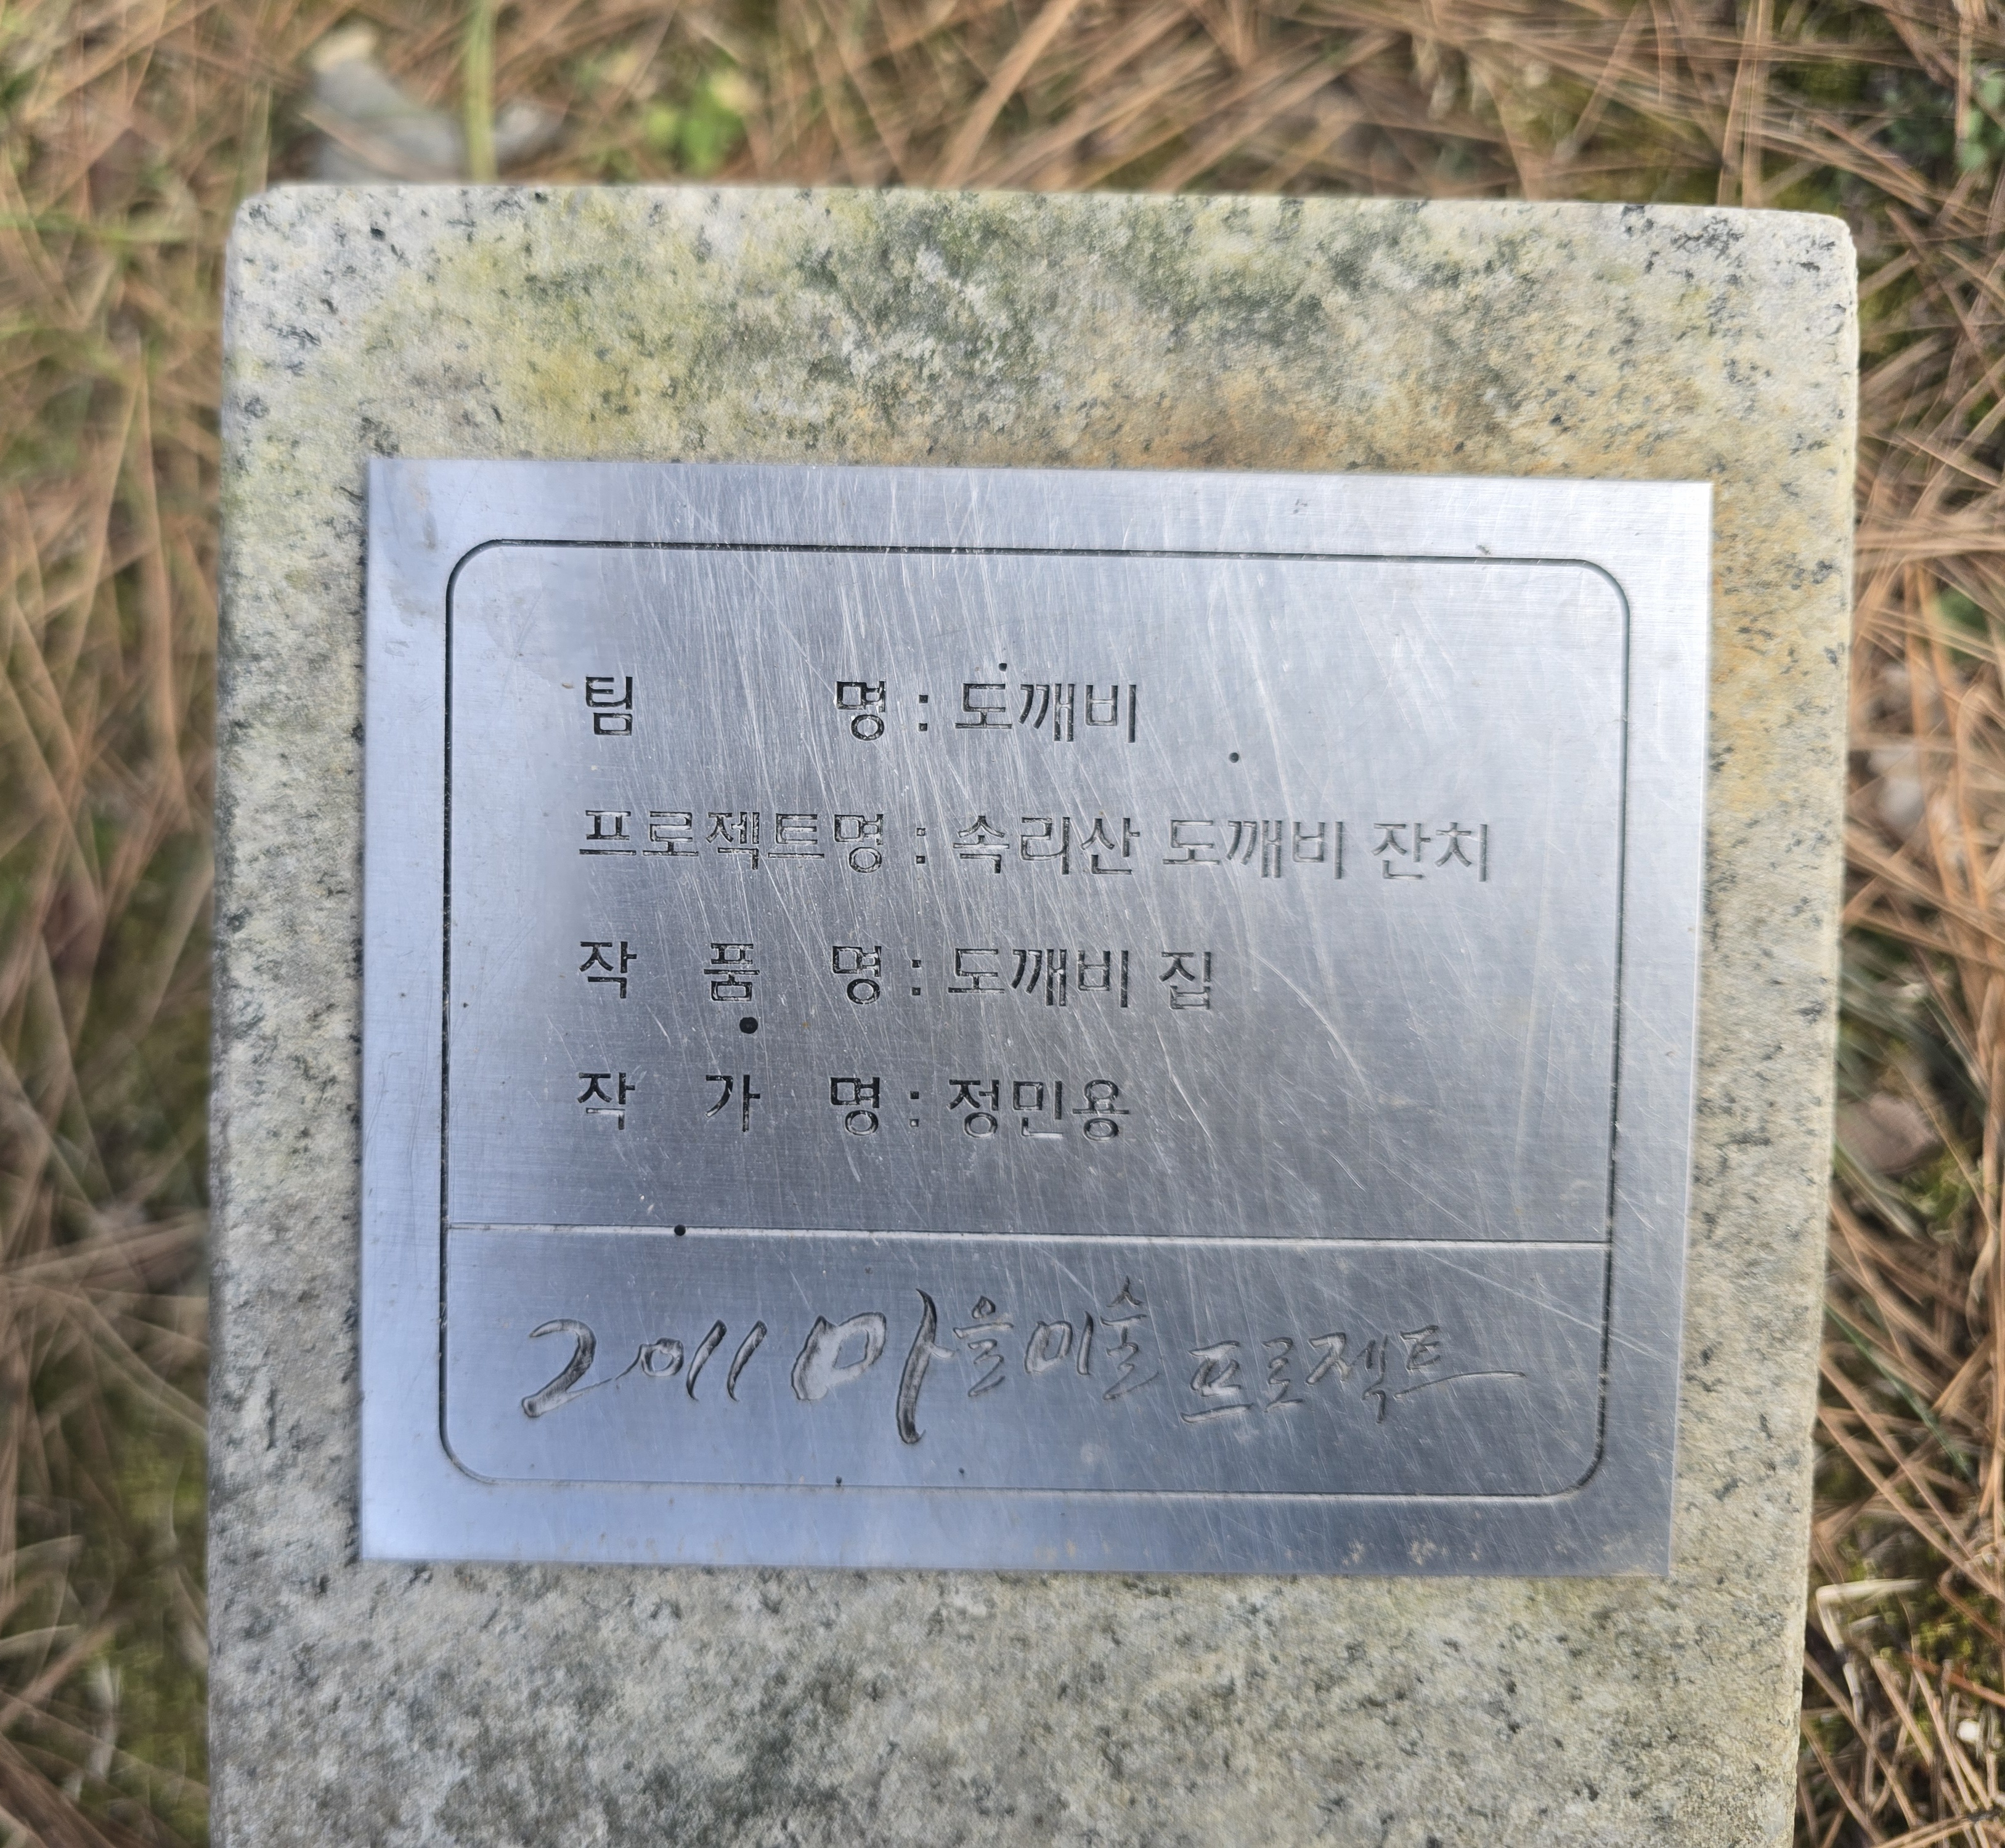 팀 명 : 도깨비
프로젝트명 : 속리산 도깨비 잔치
작 품 명 : 도깨비 집
작 가 명 : 정민용
2011 마을미술 프로젝트